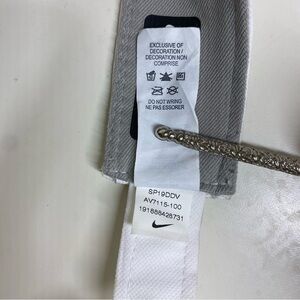 EXCLUSIVE OF
DECORATION /
DECORATION NON
COMPRISE
DO NOT WRING
NE PAS ESSORER
SP19DDV
AV7115-100
191888428731